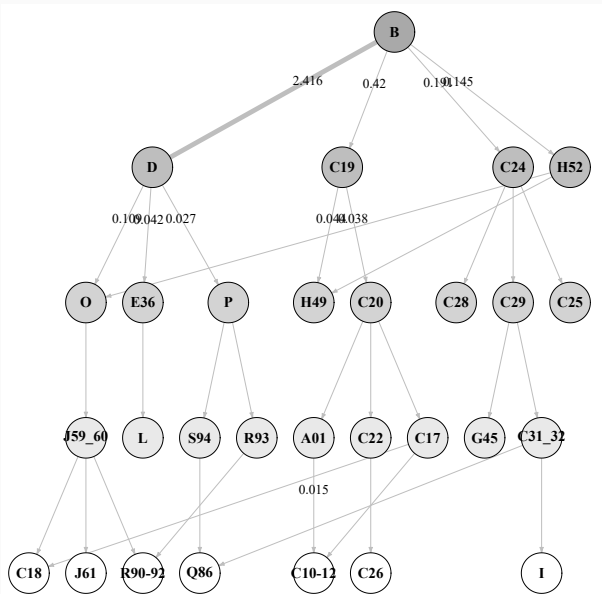 B
2.416
0.42
0.191
0.145
D
C19
C24
H52
0.109
0.042
0.027
0.044
0.038
O
E36
P
H49
C20
C28
C29
C25
J59_60
L
S94
R93
A01
C22
C17
G45
C31_32
0.015
C18
J61
R90-92
Q86
C10-12
C26
I